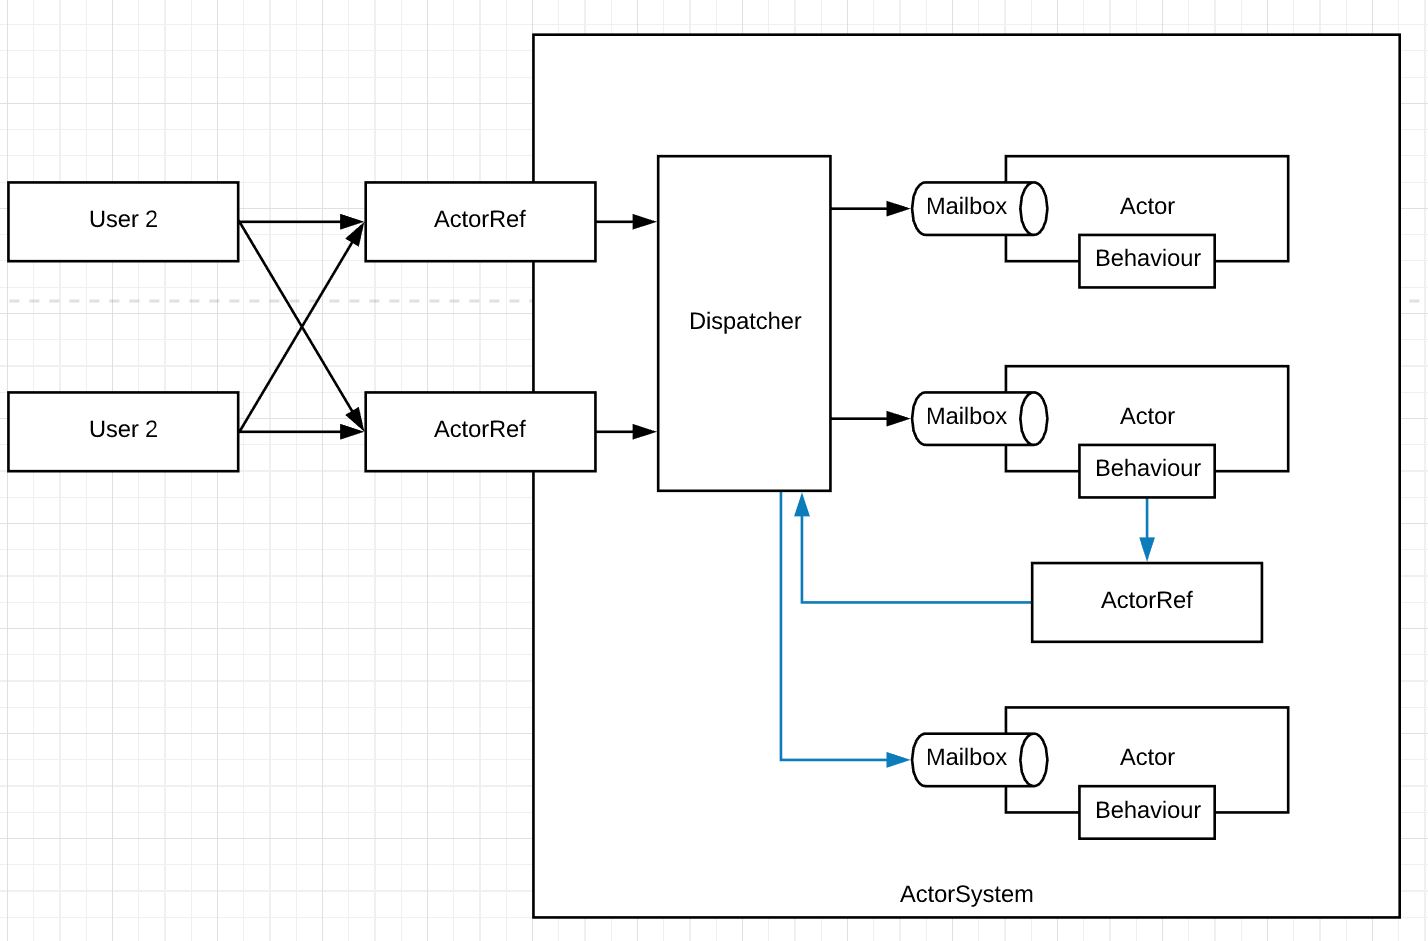 User 2
ActorRef
Mailbox
Actor
Behaviour
Dispatcher
User 2
ActorRef
Mailbox
Actor
Behaviour
ActorRef
Mailbox
Actor
Behaviour
ActorSystem